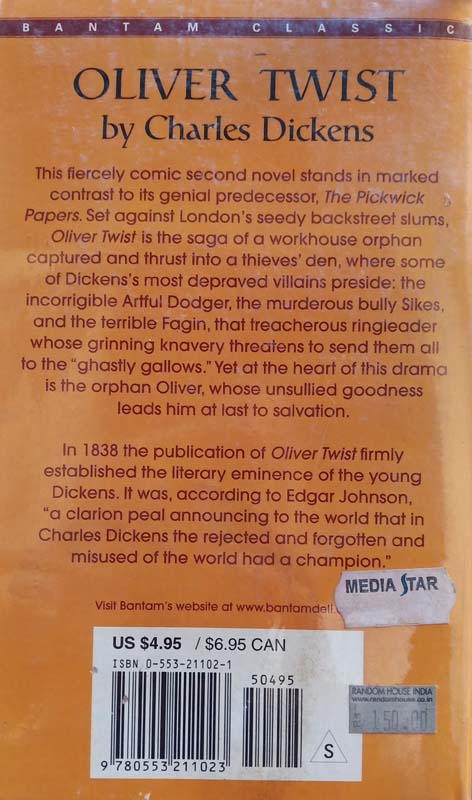 BANTAM CLASSIC
OLIVER TWIST
by Charles Dickens
This fiercely comic second novel stands in marked
contrast to its genial predecessor, The Pickwick
Papers. Set against London's seedy backstreet slums,
Oliver Twist is the saga of a workhouse orphan
captured and thrust into a thieves' den, where some
of Dickens's most depraved villains preside: the
incorrigible Artful Dodger, the murderous bully Sikes,
and the terrible Fagin, that treacherous ringleader
whose grinning knavery threatens to send them all
to the "ghastly gallows." Yet at the heart of this drama
is the orphan Oliver, whose unsullied goodness
leads him at last to salvation.
In 1838 the publication of Oliver Twist firmly
established the literary eminence of the young
Dickens. It was, according to Edgar Johnson,
"a clarion peal announcing to the world that in
Charles Dickens the rejected and forgotten and
misused of the world had a champion."
MEDIA STAR
Visit Bantam's website at www.bantamdell.
US $4.95 / $6.95 CAN
ISBN 0-553-21102-1
50495
9 780553 211023
S
RANDOM HOUSE INDIA
www.randomhouse.co.in
150.00